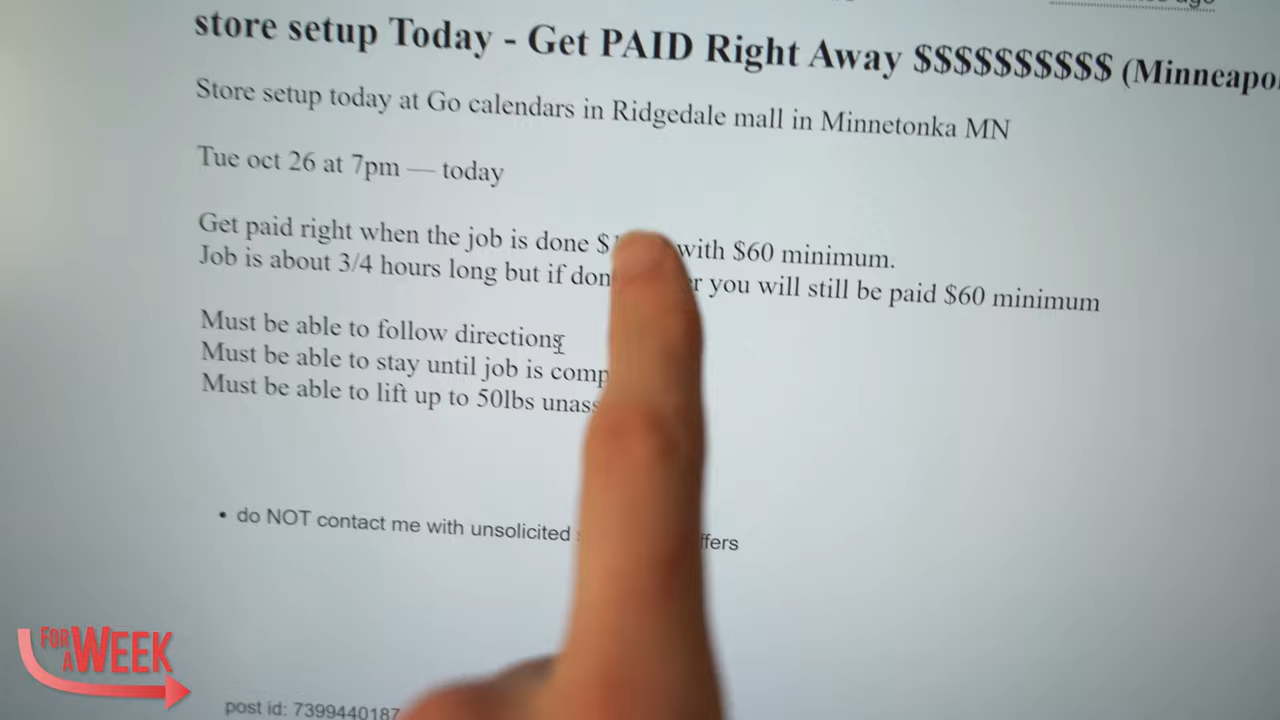 store setup Today - Get PAID Right Away $$$$$$$$$$ (Minneapo
Store setup today at Go calendars in Ridgedale mall in Minnetonka MN
Tue oct 26 at 7pm — today
Get paid right when the job is done with $60 minimum.
Job is about 3/4 hours long but if you will still be paid $60 minimum
Must be able to follow directions
Must be able to stay until job is
Must be able to lift up to 50lbs
• do NOT contact me with unsolicited
post id: 7399440187
FOR A WEEK